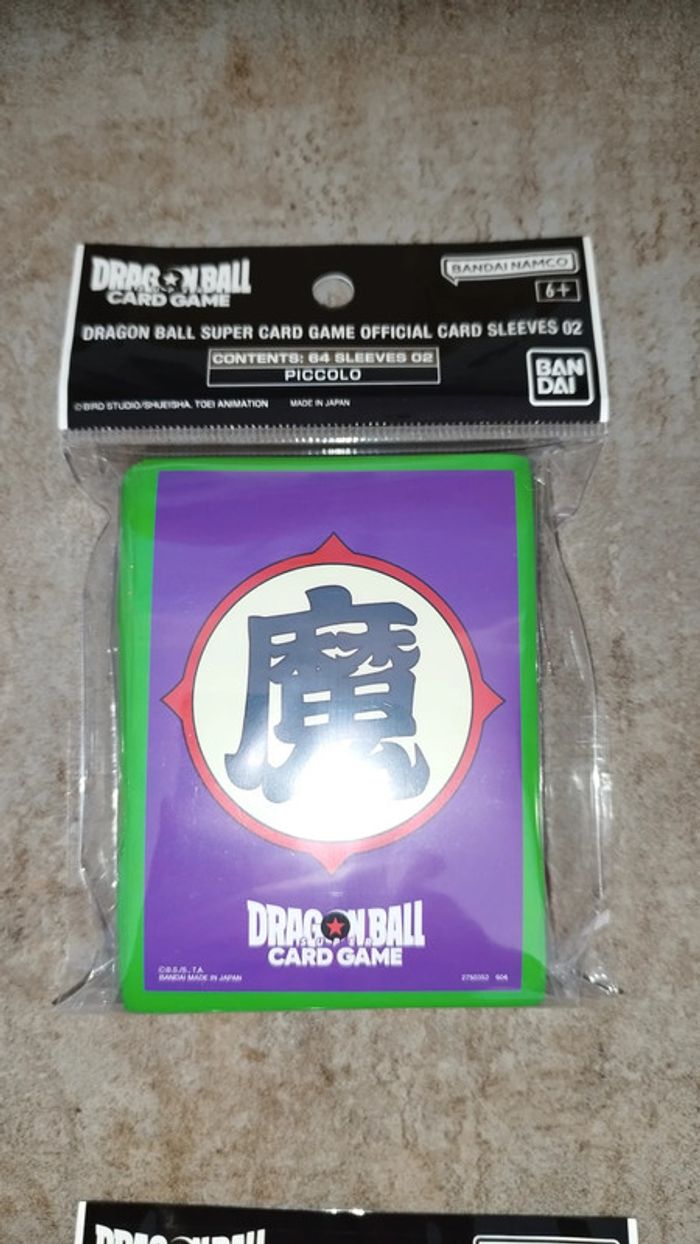 DRAGON BALL
CARD GAME
BANDAI NAMCO
6+
DRAGON BALL SUPER CARD GAME OFFICIAL CARD SLEEVES 02
CONTENTS: 64 SLEEVES 02
PICCOLO
BAN
DAI
©BIRD STUDIO/SHUEISHA, TOEI ANIMATION MADE IN JAPAN
魔
DRAGON BALL
SUPER
CARD GAME
©B.S./S., T.A.
BANDAI MADE IN JAPAN
DRAGON BALL